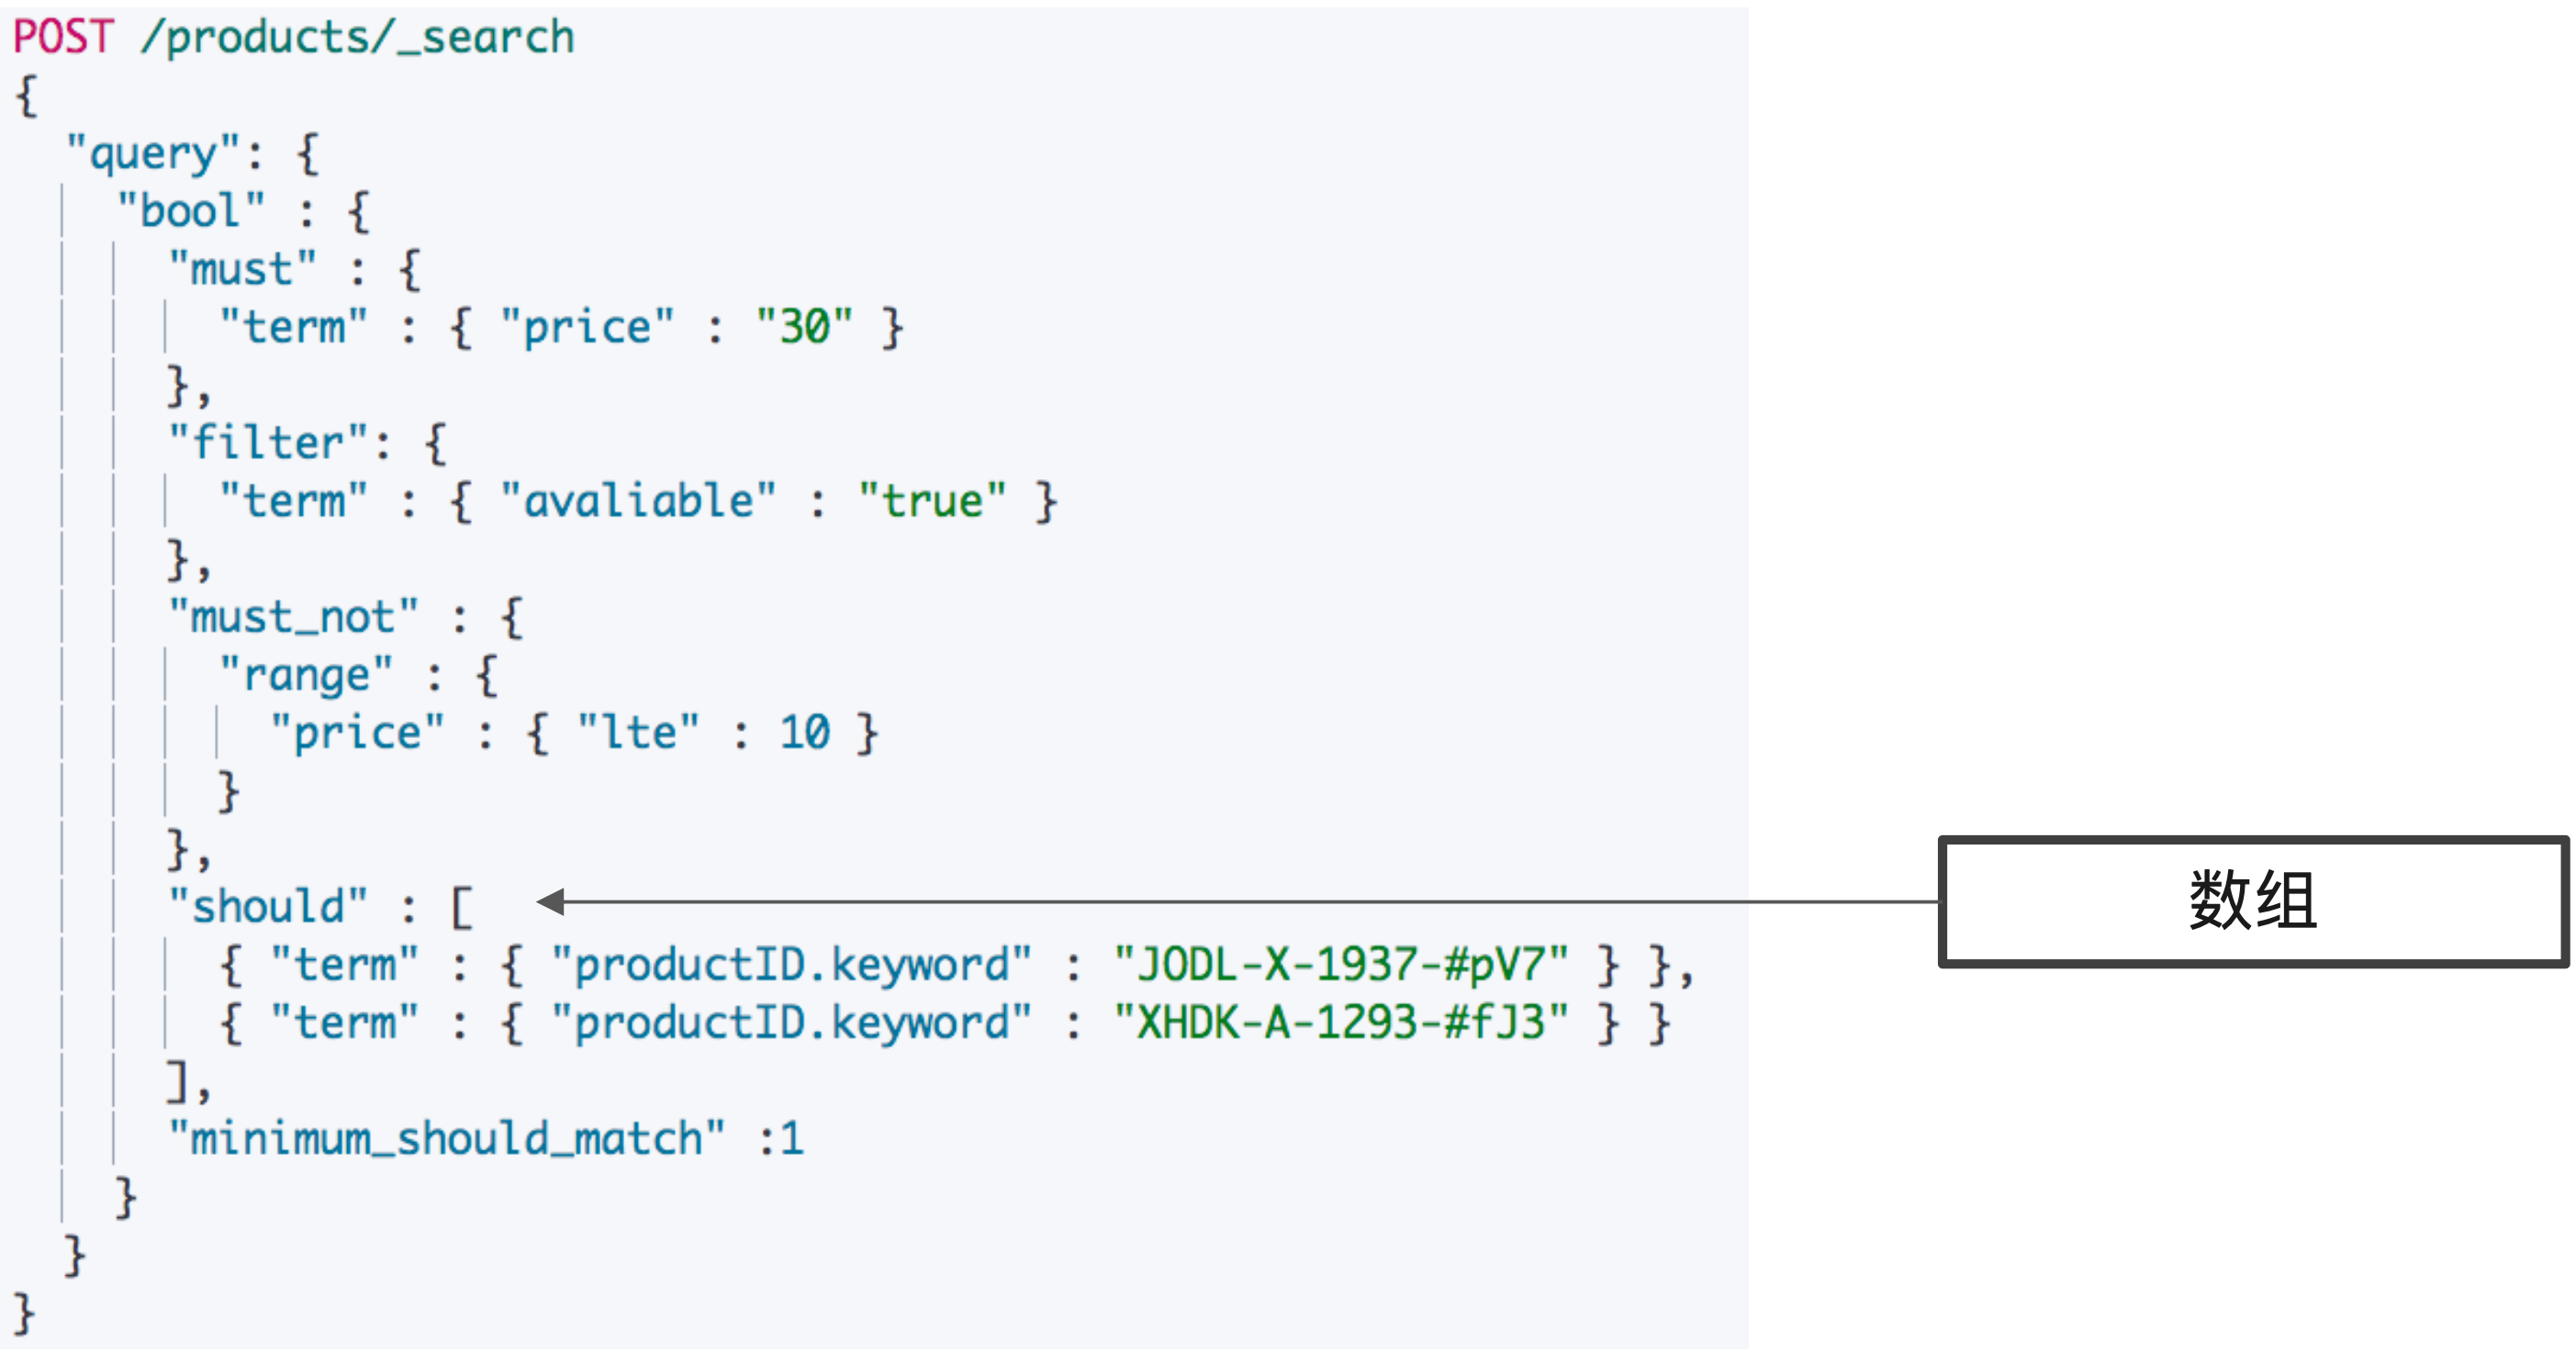 POST /products/_search
{
  "query": {
    "bool" : {
      "must" : {
        "term" : { "price" : "30" }
      },
      "filter": {
        "term" : { "avaliable" : "true" }
      },
      "must_not" : {
        "range" : {
          "price" : { "lte" : 10 }
        }
      },
      "should" : [
数组
        { "term" : { "productID.keyword" : "JODL-X-1937-#pV7" } },
        { "term" : { "productID.keyword" : "XHDK-A-1293-#fJ3" } }
      ],
      "minimum_should_match" :1
    }
  }
}